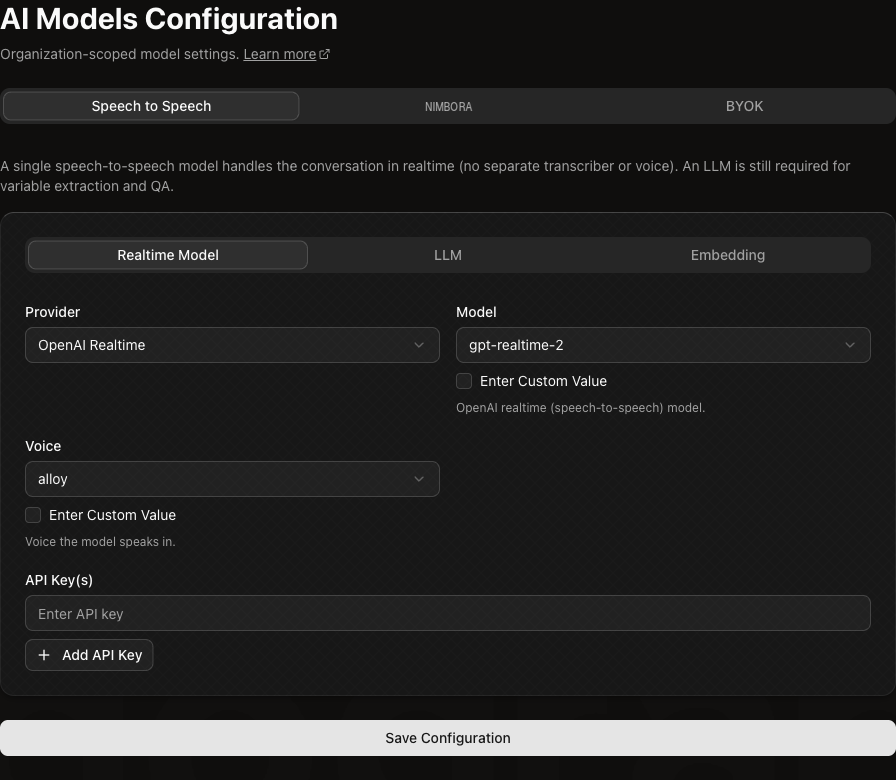 AI Models Configuration
Organization-scoped model settings. Learn more
Speech to Speech NIMBORA BYOK
A single speech-to-speech model handles the conversation in realtime (no separate transcriber or voice). An LLM is still required for
variable extraction and QA.
Realtime Model LLM Embedding
Provider Model
OpenAI Realtime gpt-realtime-2
Enter Custom Value
OpenAI realtime (speech-to-speech) model.
Voice
alloy
Enter Custom Value
Voice the model speaks in.
API Key(s)
Enter API key
Add API Key
Save Configuration